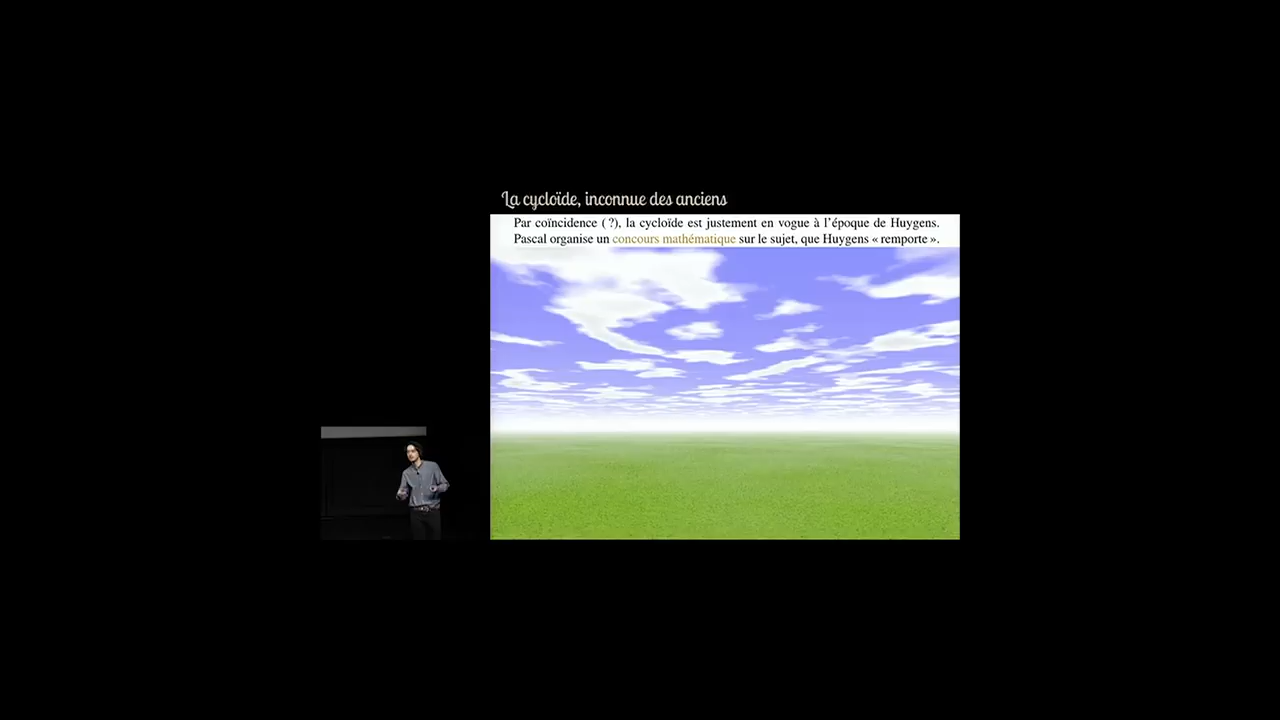 La cycloïde, inconnue des anciens
Par coïncidence (?), la cycloïde est justement en vogue à l'époque de Huygens.
Pascal organise un concours mathématique sur le sujet, que Huygens « remporte ».